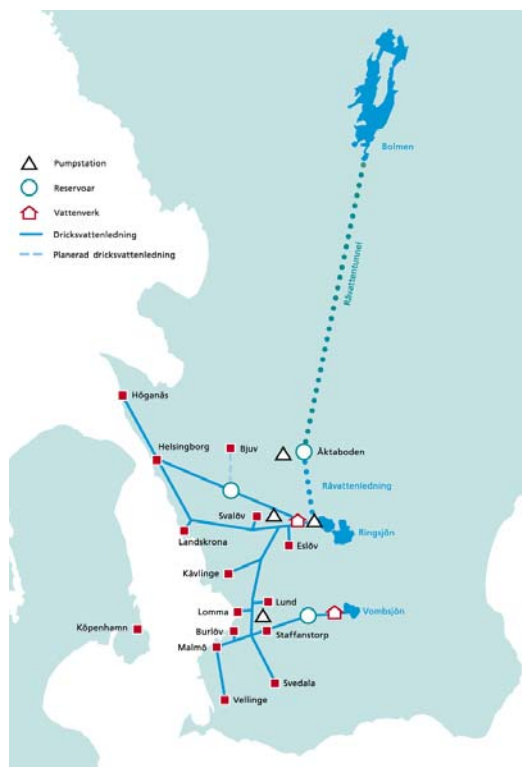 Bolmen
Pumpstation
Reservoar
Vattenverk
Dricksvattenledning
Planerad dricksvattenledning
Råvattentunnel
Höganäs
Helsingborg
Bjuv
Äktaboden
Råvattenledning
Svalöv
Ringsjön
Landskrona
Eslöv
Kävlinge
Lund
Lomma
Vombsjön
Köpenhamn
Burlöv
Staffanstorp
Malmö
Svedala
Vellinge